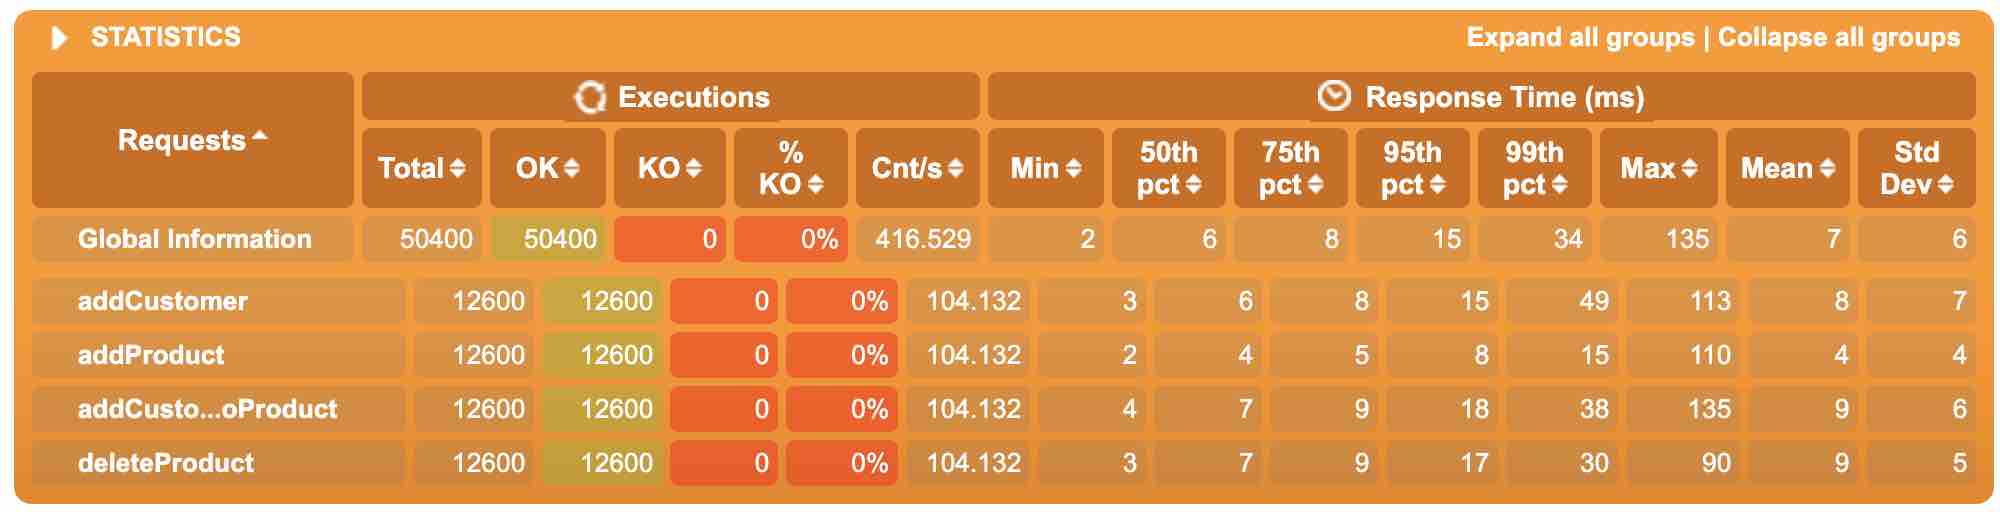 STATISTICS Expand all groups | Collapse all groups
Executions Response Time (ms)
Requests Total OK KO % KO Cnt/s Min 50th pct 75th pct 95th pct 99th pct Max Mean Std Dev
Global Information 50400 50400 0 0% 416.529 2 6 8 15 34 135 7 6
addCustomer 12600 12600 0 0% 104.132 3 6 8 15 49 113 8 7
addProduct 12600 12600 0 0% 104.132 2 4 5 8 15 110 4 4
addCusto...oProduct 12600 12600 0 0% 104.132 4 7 9 18 38 135 9 6
deleteProduct 12600 12600 0 0% 104.132 3 7 9 17 30 90 9 5